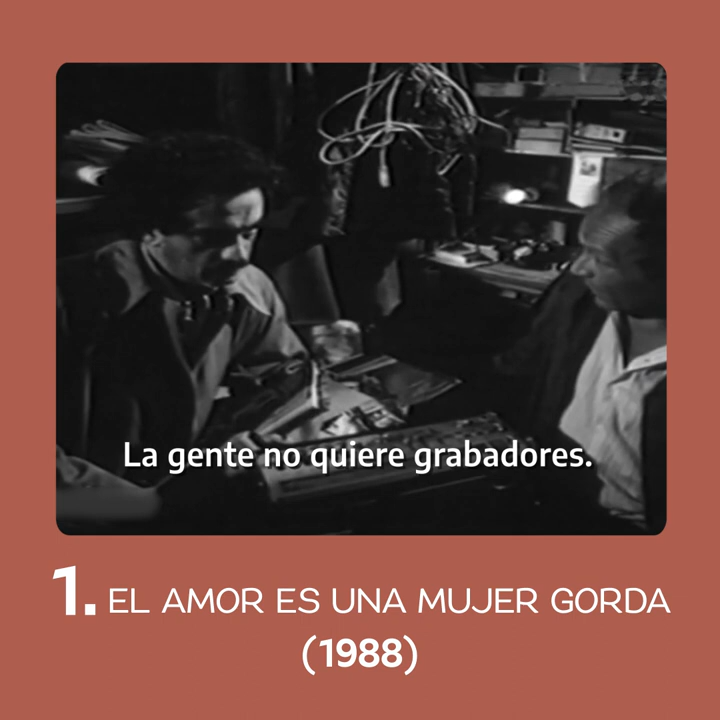 La gente no quiere grabadores.
1. EL AMOR ES UNA MUJER GORDA
(1988)